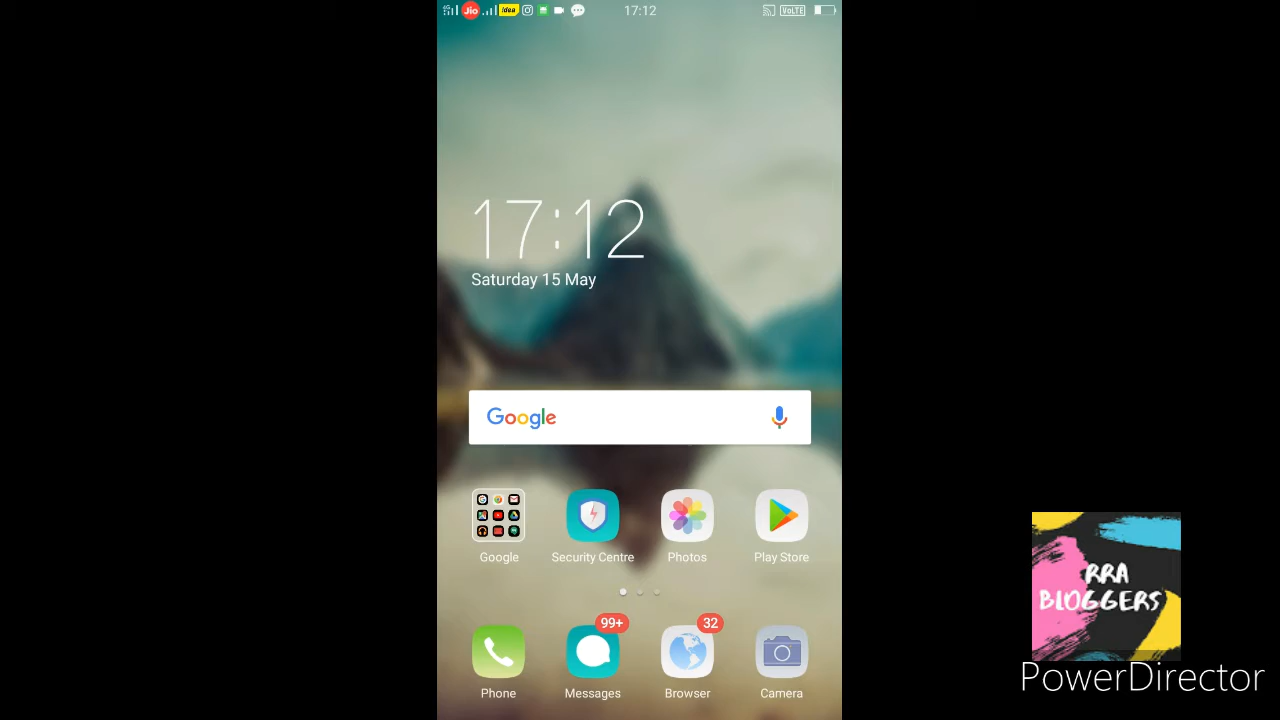 Jio
idea
17:12
VoLTE
17:12
Saturday 15 May
Google
Google
Security Centre
Photos
Play Store
99+
32
Phone
Messages
Browser
Camera
RRA
BLOGGERS
PowerDirector